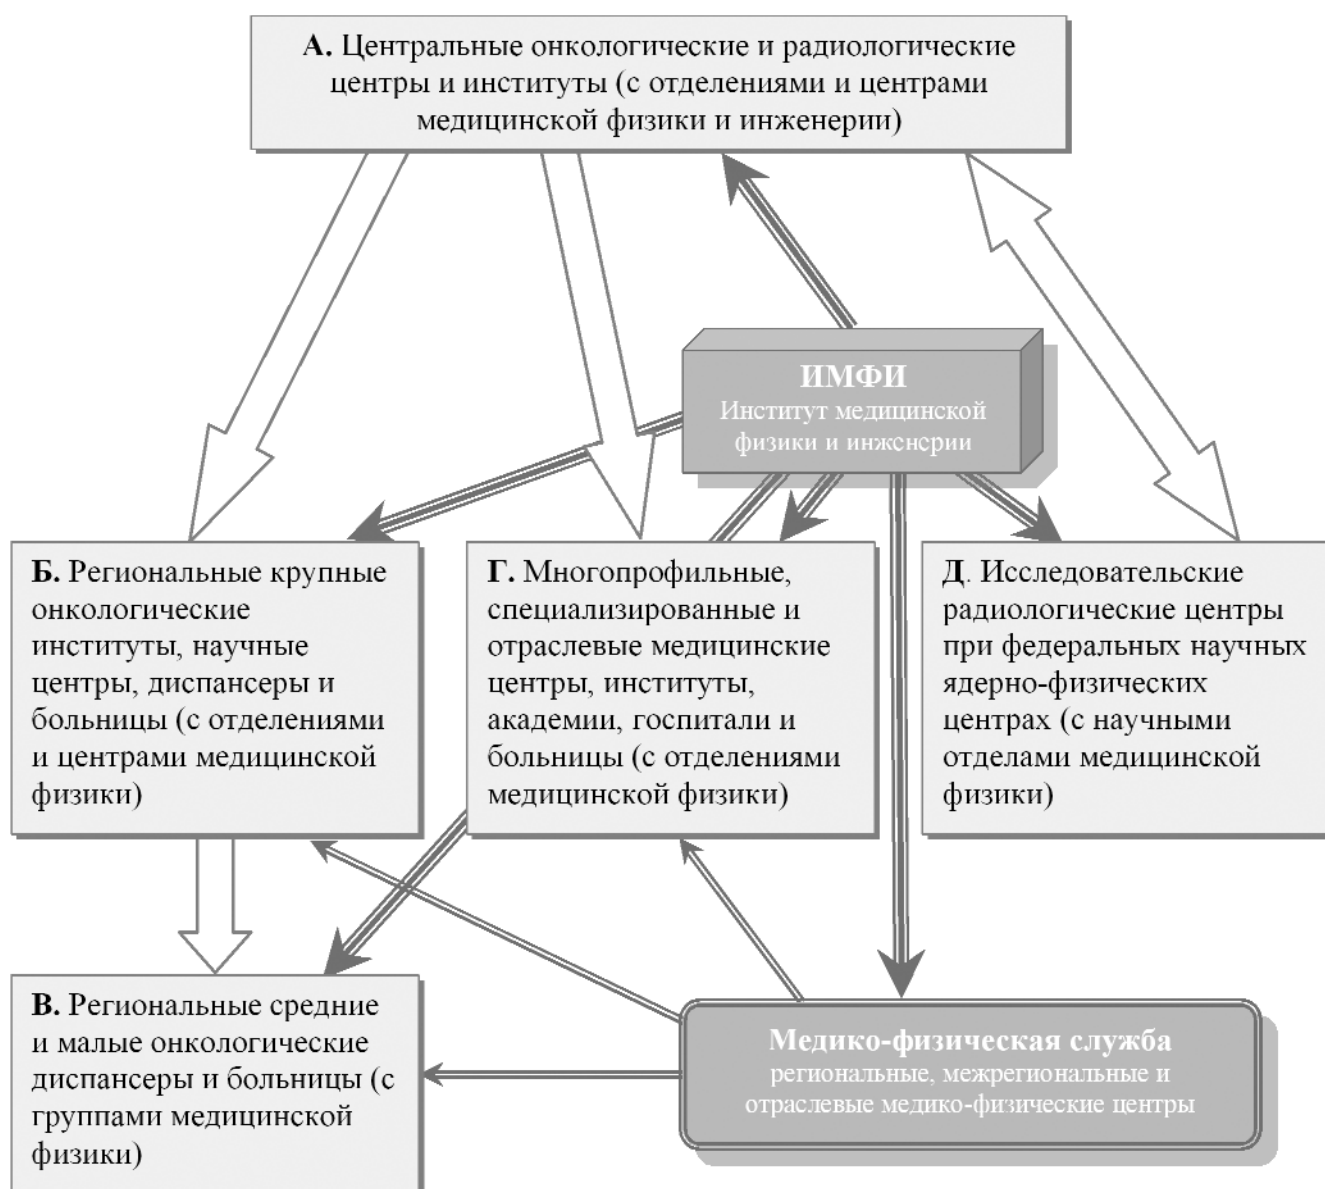 А. Центральные онкологические и радиологические
центры и институты (с отделениями и центрами
медицинской физики и инженерии)
ИМФИ
Институт медицинской
физики и инженерии
Б. Региональные крупные
онкологические
институты, научные
центры, диспансеры и
больницы (с отделениями
и центрами медицинской
физики)
Г. Многопрофильные,
специализированные и
отраслевые медицинские
центры, институты,
академии, госпитали и
больницы (с отделениями
медицинской физики)
Д. Исследовательские
радиологические центры
при федеральных научных
ядерно-физических
центрах (с научными
отделами медицинской
физики)
В. Региональные средние
и малые онкологические
диспансеры и больницы (с
группами медицинской
физики)
Медико-физическая служба
региональные, межрегиональные и
отраслевые медико-физические центры